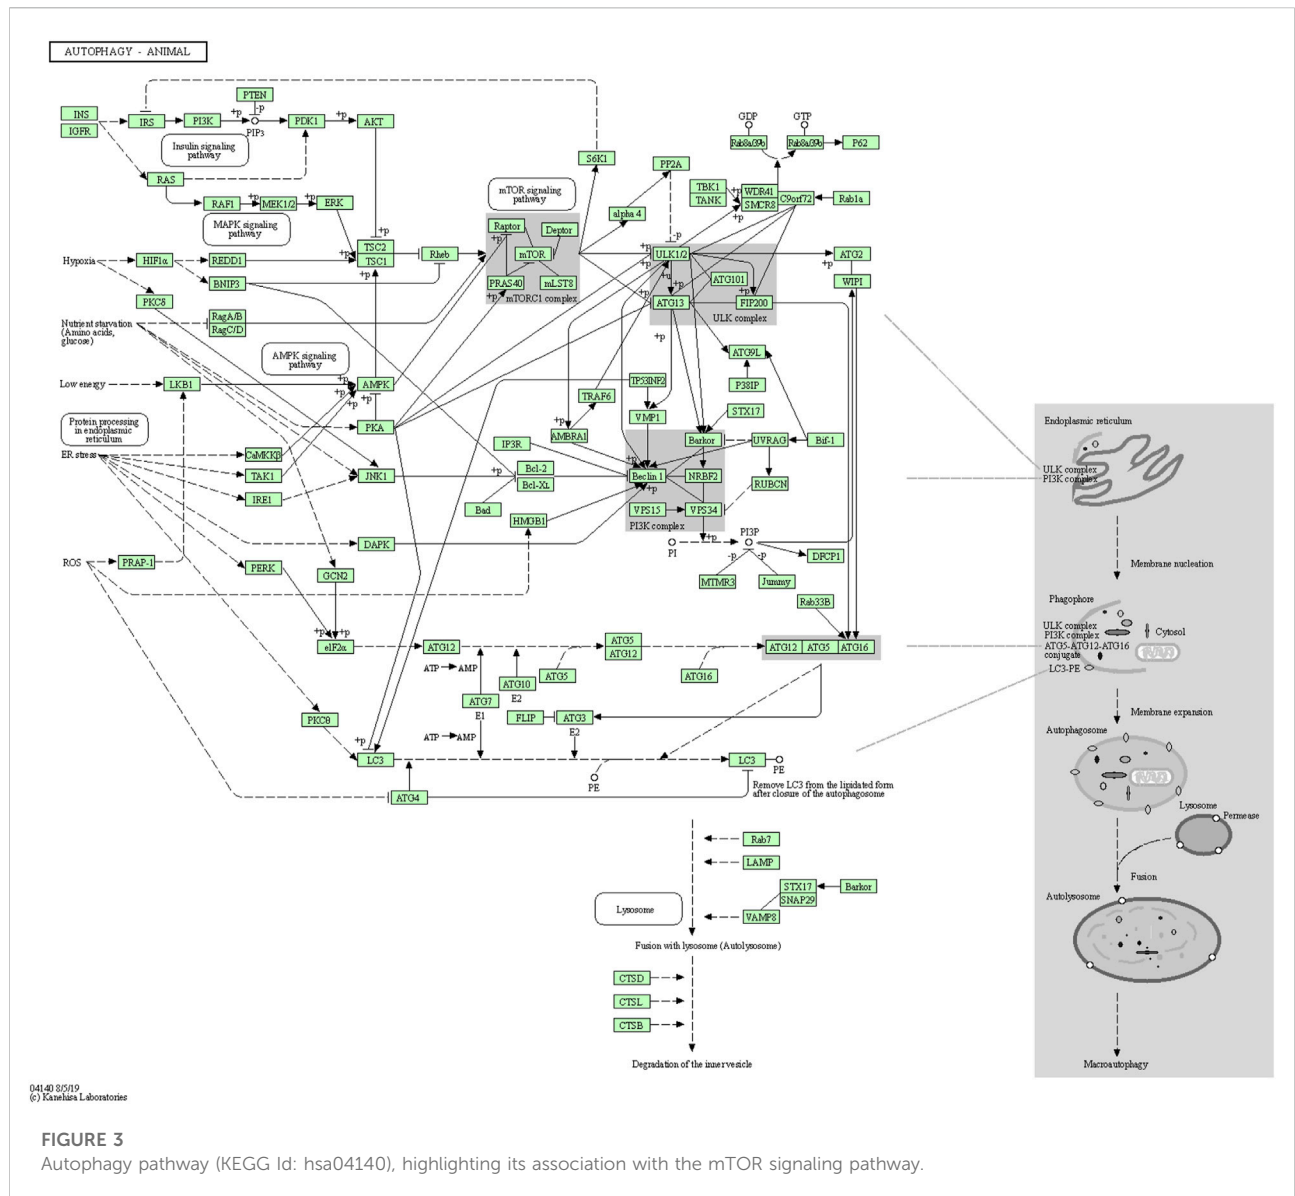 AUTOPHAGY - ANIMAL
PTEN
INS
IGFR
IRS
PI3K
+p
-p
PIP3
PDK1
+p
AKT
Insulin signaling
pathway
RAS
RAF1
+p
MEK1/2
+p
ERK
MAPK signaling
pathway
S6K1
mTOR signaling
pathway
PP2A
alpha 4
GDP
GTP
Rab8a/39b
Rab8a/39b
P62
TBK1
TANK
+p
+p
WDR41
SMCR8
C9orf72
Rab1a
Hypoxia
HIF1α
REDD1
BNIP3
+p
+p
TSC2
TSC1
+p
Rheb
Raptor
+p
Deptor
mTOR
PRAS40
mLST8
+p
mTORC1 complex
-p
+p
+p
ULK1/2
+p
+u
ATG101
ATG13
FIP200
+p
ULK complex
+p
ATG2
+p
WIPI
PKCδ
Nutrient starvation
(Amino acids,
glucose)
RagA/B
RagC/D
AMPK signaling
pathway
Low energy
LKB1
+p
AMPK
+p
+p
PKA
Protein processing
in endoplasmic
reticulum
ER stress
CaMKKβ
TAK1
IRE1
JNK1
ATG9L
P38IP
TP53INP2
TRAF6
VMP1
STX17
+p
AMBRA1
+p
IP3R
Bcl-2
Bcl-XL
+p
Bad
HMGB1
Barkor
UVRAG
Bif-1
Beclin 1
+p
NRBF2
RUBCN
VPS15
VPS34
PI3K complex
+p
PI
PI3P
DFCP1
-p
-p
MTMR3
Jummy
DAPK
ROS
PRAP-1
PERK
GCN2
+p
+p
eIF2α
Rab33B
ATG12
ATG5
ATG12
ATG12
ATG5
ATG16
ATP
AMP
ATG7
E1
ATG10
E2
ATG5
ATG16
FLIP
ATG3
E2
PKCδ
ATP
AMP
+p
LC3
PE
LC3
PE
ATG4
Remove LC3 from the lipidated form
after closure of the autophagosome
Rab7
LAMP
STX17
SNAP29
Barkor
VAMP8
Lysosome
Fusion with lysosome (Autolysosome)
CTSD
CTSL
CTSB
Degradation of the inner vesicle
Endoplasmic reticulum
ULK complex
PI3K complex
Membrane nucleation
Phagophore
ULK complex
PI3K complex
ATG5-ATG12-ATG16
conjugate
LC3-PE
Cytosol
Membrane expansion
Autophagosome
Lysosome
Permease
Fusion
Autolysosome
Macroautophagy
04140 8/5/19
(c) Kanehisa Laboratories
FIGURE 3
Autophagy pathway (KEGG Id: hsa04140), highlighting its association with the mTOR signaling pathway.